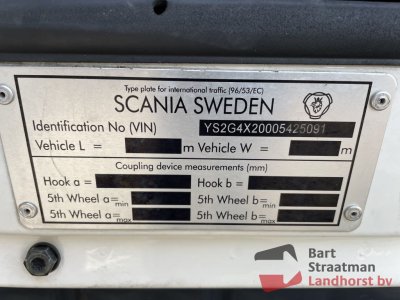 Type plate for international traffic (96/53/EC)
SCANIA SWEDEN
Identification No (VIN) YS2G4X20005425091
Vehicle L = m Vehicle W = m
Coupling device measurements (mm)
Hook a = Hook b =
5th Wheel a=min 5th Wheel b=min
5th Wheel a=max 5th Wheel b=max
Bart
Straatman
Landhorst bv